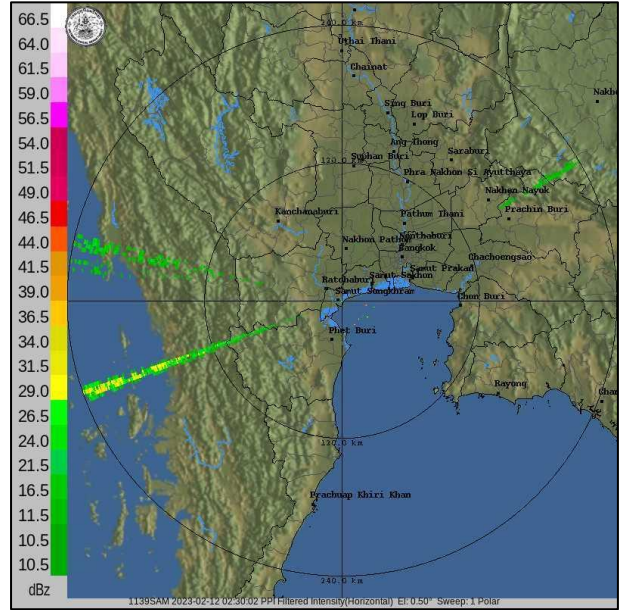 66.5
64.0
61.5
59.0
56.5
54.0
51.5
49.0
46.5
44.0
41.5
39.0
36.5
34.0
31.5
29.0
26.5
24.0
21.5
16.5
15.5
13.0
10.5
dBz
240.0 km
Uthai Thani
Chainat
Sing Buri
Lop Buri
Ang Thong
Saraburi
120.0 km
Suphan Buri
Phra Nakhon Si Ayutthaya
Nakhon Nayok
Prachin Buri
Kanchanaburi
Pathum Thani
Nonthaburi
Nakhon Pathom
Bangkok
Chachoengsao
Samut Prakan
Samut Sakhon
Ratchaburi
Samut Songkhram
Chon Buri
Phet Buri
Rayong
120.0 km
Prachuap Khiri Khan
240.0 km
1139SAM 2023-02-12 02:30:02 PPI Filtered Intensity(Horizontal) El: 0.50° Sweep: 1 Polar